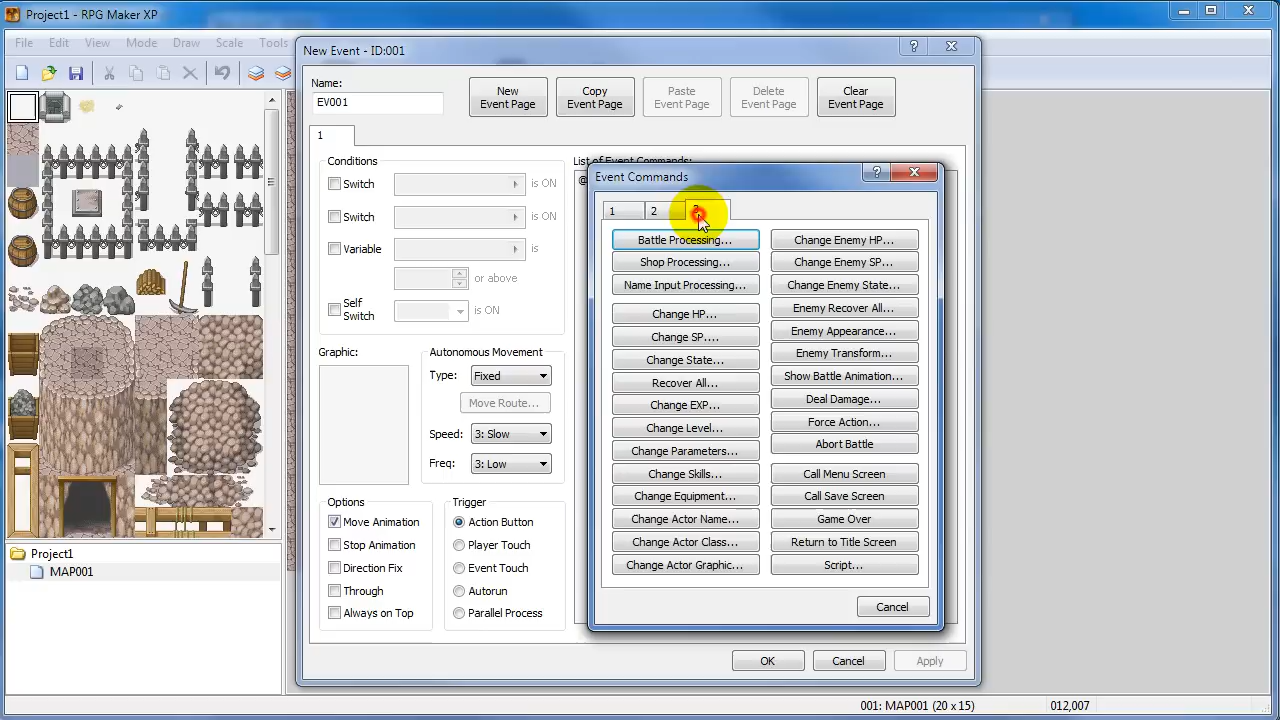 Project1 - RPG Maker XP
File Edit View Mode Draw Scale Tools
New Event - ID:001
Name:
EV001
New
Event Page
Copy
Event Page
Paste
Event Page
Delete
Event Page
Clear
Event Page
1
Conditions
Switch is ON
Switch is ON
Variable is
or above
Self
Switch
is ON
Graphic:
Autonomous Movement
Type: Fixed
Move Route...
Speed: 3: Slow
Freq: 3: Low
Options
Move Animation
Stop Animation
Direction Fix
Through
Always on Top
Trigger
Action Button
Player Touch
Event Touch
Autorun
Parallel Process
List of Event Commands:
@
Event Commands
1 2
Battle Processing...
Shop Processing...
Name Input Processing...
Change HP...
Change SP....
Change State...
Recover All...
Change EXP...
Change Level...
Change Parameters...
Change Skills...
Change Equipment...
Change Actor Name...
Change Actor Class...
Change Actor Graphic...
Change Enemy HP...
Change Enemy SP...
Change Enemy State...
Enemy Recover All...
Enemy Appearance...
Enemy Transform...
Show Battle Animation...
Deal Damage...
Force Action...
Abort Battle
Call Menu Screen
Call Save Screen
Game Over
Return to Title Screen
Script...
Cancel
OK Cancel Apply
Project1
MAP001
001: MAP001 (20 x 15) 012,007